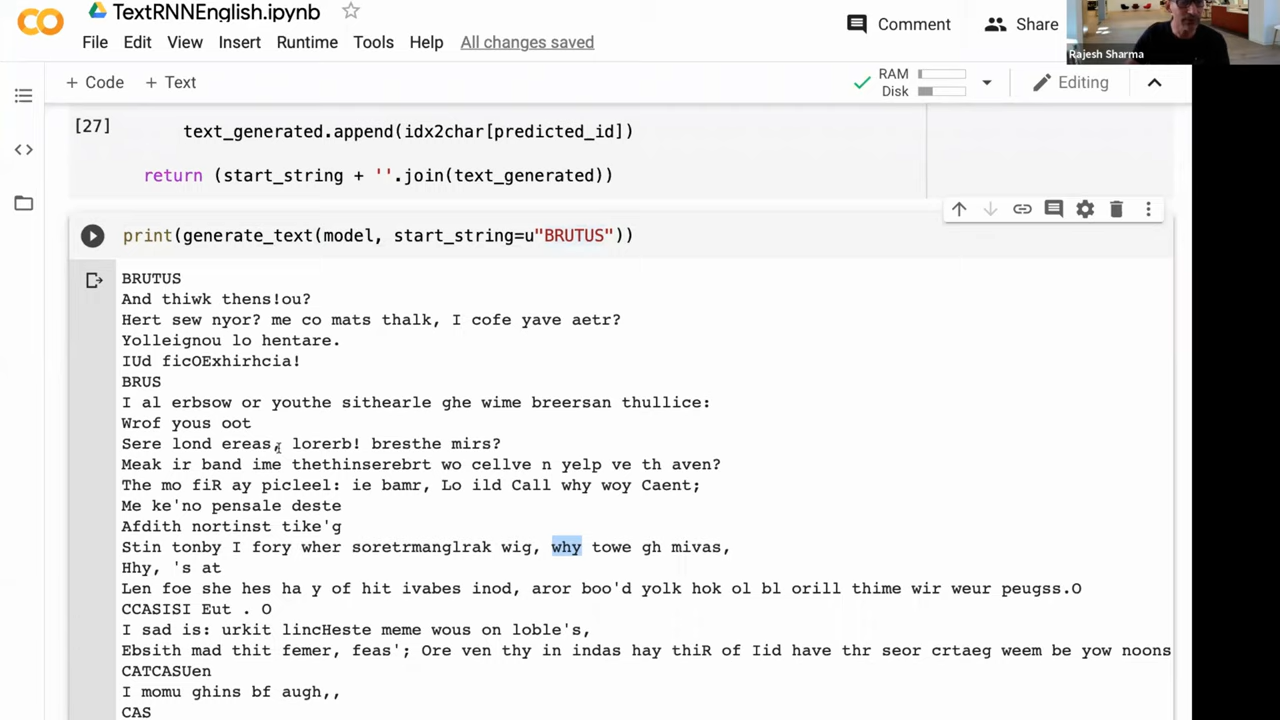 TextRNNEnglish.ipynb
File Edit View Insert Runtime Tools Help All changes saved
Comment Share
Rajesh Sharma
+ Code + Text
RAM
Disk
Editing
[27] text_generated.append(idx2char[predicted_id])
return (start_string + ''.join(text_generated))
print(generate_text(model, start_string=u"BRUTUS"))
BRUTUS
And thiwk thens!ou?
Hert sew nyor? me co mats thalk, I cofe yave aetr?
Yolleignou lo hentare.
IUd ficOExhirhcia!
BRUS
I al erbsow or youthe sithearle ghe wime breersan thullice:
Wrof yous oot
Sere lond ereas, lorerb! bresthe mirs?
Meak ir band ime thethinserebrt wo cellve n yelp ve th aven?
The mo fiR ay picleel: ie bamr, Lo ild Call why woy Caent;
Me ke'no pensale deste
Afdith nortinst tike'g
Stin tonby I fory wher soretrmanglrak wig, why towe gh mivas,
Hhy, 's at
Len foe she hes ha y of hit ivabes inod, aror boo'd yolk hok ol bl orill thime wir weur peugss.O
CCASISI Eut . O
I sad is: urkit lincHeste meme wous on loble's,
Ebsith mad thit femer, feas'; Ore ven thy in indas hay thiR of Iid have thr seor crtaeg weem be yow noons
CATCASUen
I momu ghins bf augh,,
CAS